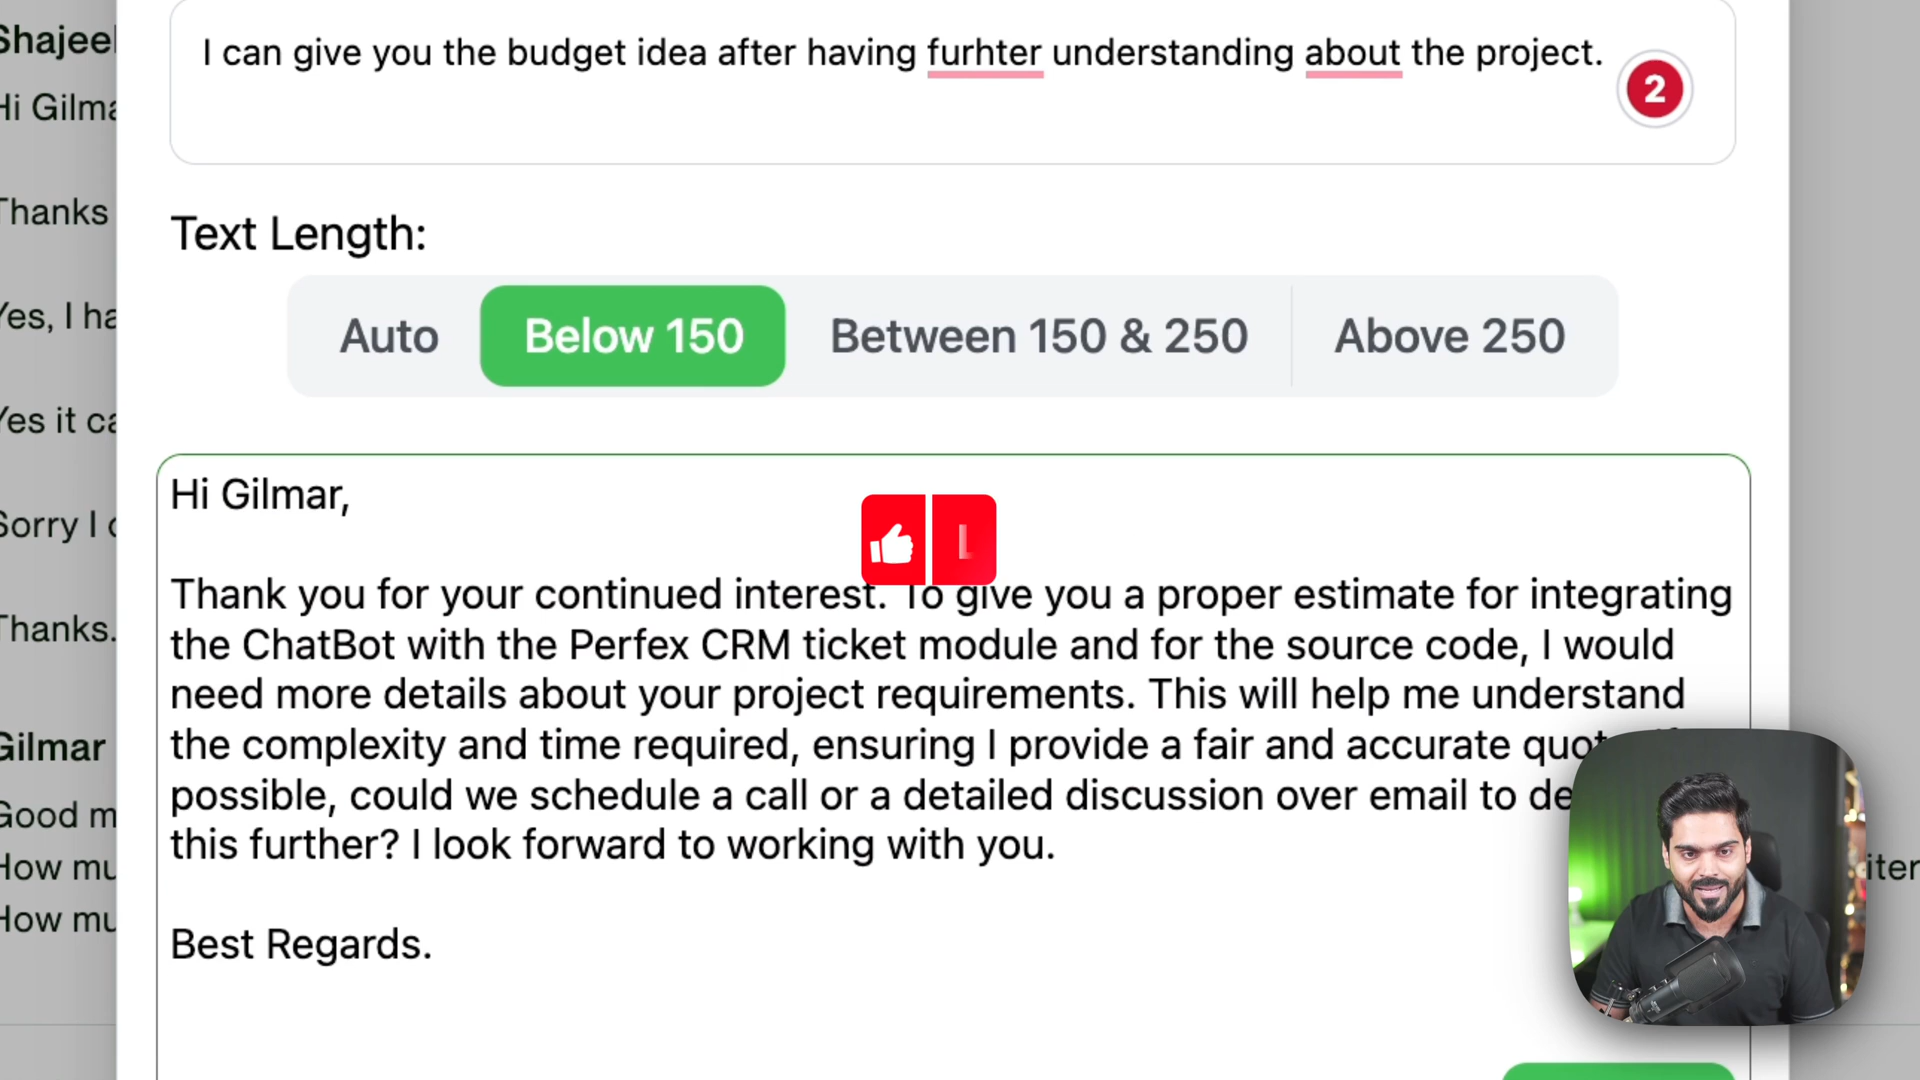 Shajeel
I can give you the budget idea after having furhter understanding about the project.
2
Hi Gilma
Thanks
Text Length:
Yes, I ha
Auto
Below 150
Between 150 & 250
Above 250
Yes it ca
Hi Gilmar,
Sorry I
L
Thank you for your continued interest. To give you a proper estimate for integrating
Thanks.
the ChatBot with the Perfex CRM ticket module and for the source code, I would
need more details about your project requirements. This will help me understand
Gilmar
the complexity and time required, ensuring I provide a fair and accurate
possible, could we schedule a call or a detailed discussion over email to
Good m
this further? I look forward to working with you.
How mu
iter
How mu
Best Regards.